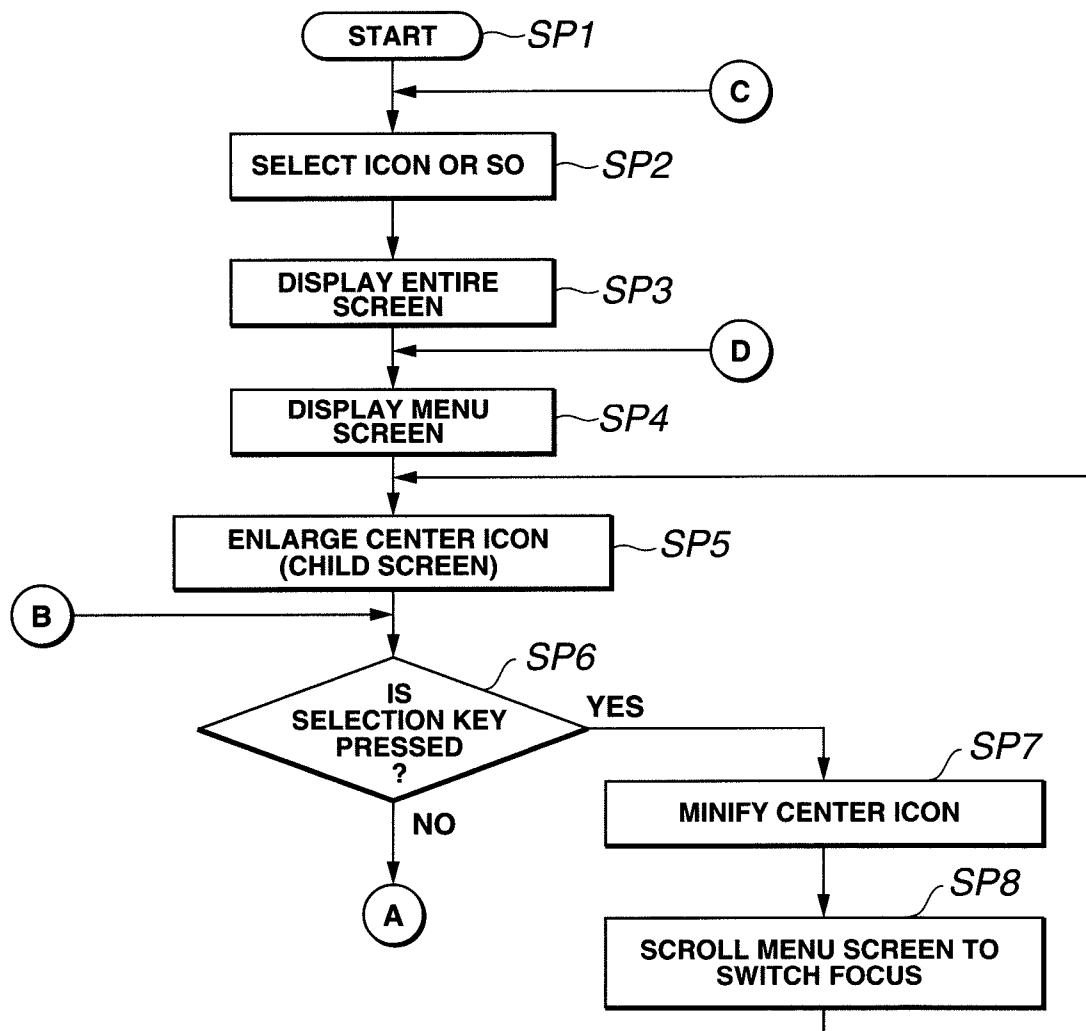 START
SP1
C
SELECT ICON OR SO
SP2
DISPLAY ENTIRE
SCREEN
SP3
D
DISPLAY MENU
SCREEN
SP4
ENLARGE CENTER ICON
(CHILD SCREEN)
SP5
B
SP6
IS
SELECTION KEY
PRESSED
?
YES
NO
A
SP7
MINIFY CENTER ICON
SP8
SCROLL MENU SCREEN TO
SWITCH FOCUS